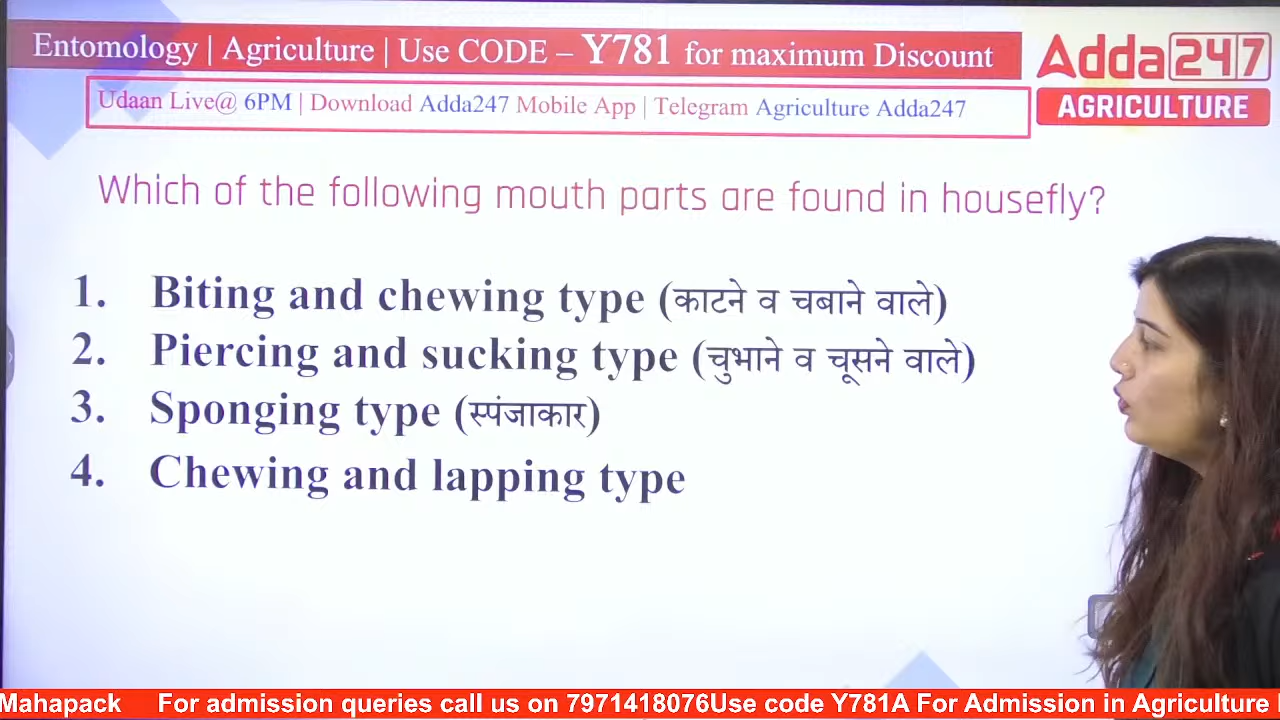 Entomology | Agriculture | Use CODE – Y781 for maximum Discount
Adda247
AGRICULTURE
Udaan Live@ 6PM | Download Adda247 Mobile App | Telegram Agriculture Adda247
Which of the following mouth parts are found in housefly?
1. Biting and chewing type (काटने व चबाने वाले)
2. Piercing and sucking type (चुभाने व चूसने वाले)
3. Sponging type (स्पंजाकार)
4. Chewing and lapping type
Mahapack For admission queries call us on 7971418076Use code Y781A For Admission in Agriculture